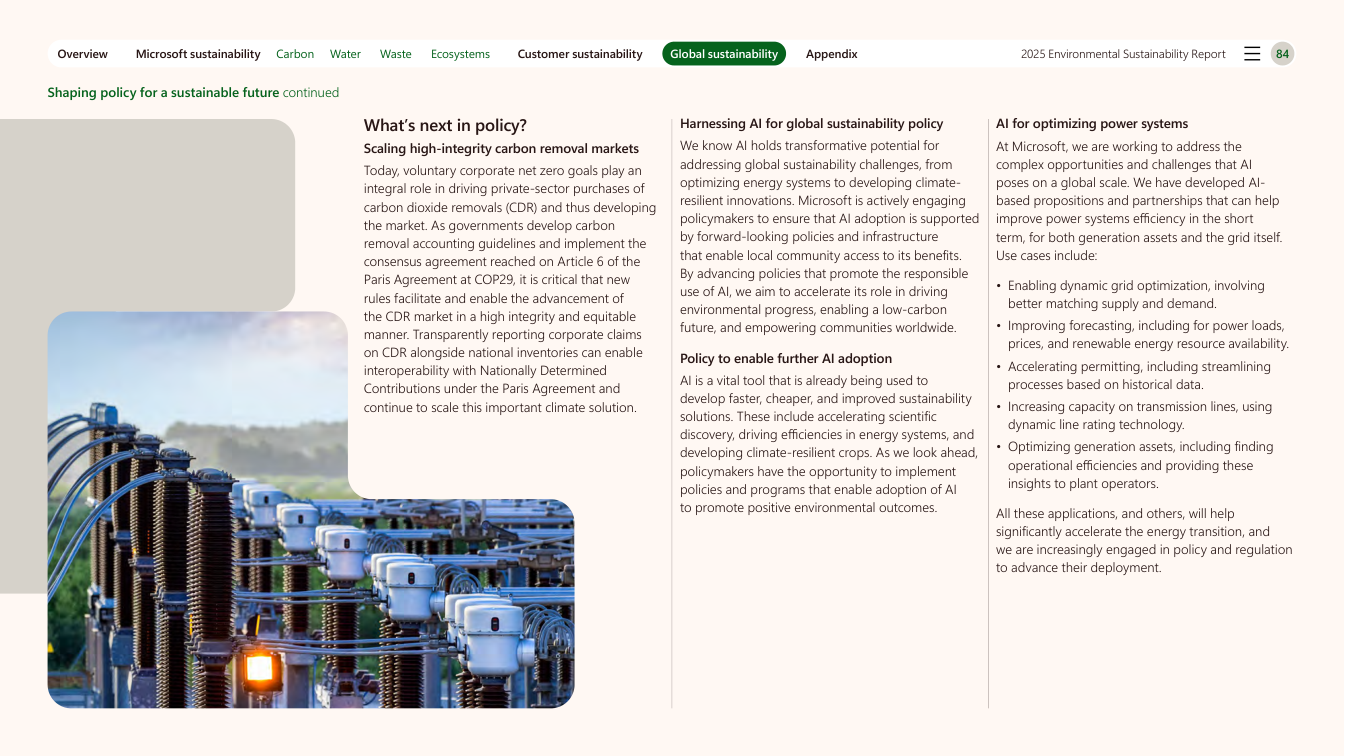 Overview Microsoft sustainability Carbon Water Waste Ecosystems Customer sustainability Global sustainability Appendix 2025 Environmental Sustainability Report 84
Shaping policy for a sustainable future continued
What's next in policy?
Scaling high-integrity carbon removal markets
Today, voluntary corporate net zero goals play an
integral role in driving private-sector purchases of
carbon dioxide removals (CDR) and thus developing
the market. As governments develop carbon
removal accounting guidelines and implement the
consensus agreement reached on Article 6 of the
Paris Agreement at COP29, it is critical that new
rules facilitate and enable the advancement of
the CDR market in a high integrity and equitable
manner. Transparently reporting corporate claims
on CDR alongside national inventories can enable
interoperability with Nationally Determined
Contributions under the Paris Agreement and
continue to scale this important climate solution.
Harnessing AI for global sustainability policy
We know AI holds transformative potential for
addressing global sustainability challenges, from
optimizing energy systems to developing climate-
resilient innovations. Microsoft is actively engaging
policymakers to ensure that AI adoption is supported
by forward-looking policies and infrastructure
that enable local community access to its benefits.
By advancing policies that promote the responsible
use of AI, we aim to accelerate its role in driving
environmental progress, enabling a low-carbon
future, and empowering communities worldwide.
Policy to enable further AI adoption
AI is a vital tool that is already being used to
develop faster, cheaper, and improved sustainability
solutions. These include accelerating scientific
discovery, driving efficiencies in energy systems, and
developing climate-resilient crops. As we look ahead,
policymakers have the opportunity to implement
policies and programs that enable adoption of AI
to promote positive environmental outcomes.
AI for optimizing power systems
At Microsoft, we are working to address the
complex opportunities and challenges that AI
poses on a global scale. We have developed AI-
based propositions and partnerships that can help
improve power systems efficiency in the short
term, for both generation assets and the grid itself.
Use cases include:
• Enabling dynamic grid optimization, involving
better matching supply and demand.
• Improving forecasting, including for power loads,
prices, and renewable energy resource availability.
• Accelerating permitting, including streamlining
processes based on historical data.
• Increasing capacity on transmission lines, using
dynamic line rating technology.
• Optimizing generation assets, including finding
operational efficiencies and providing these
insights to plant operators.
All these applications, and others, will help
significantly accelerate the energy transition, and
we are increasingly engaged in policy and regulation
to advance their deployment.